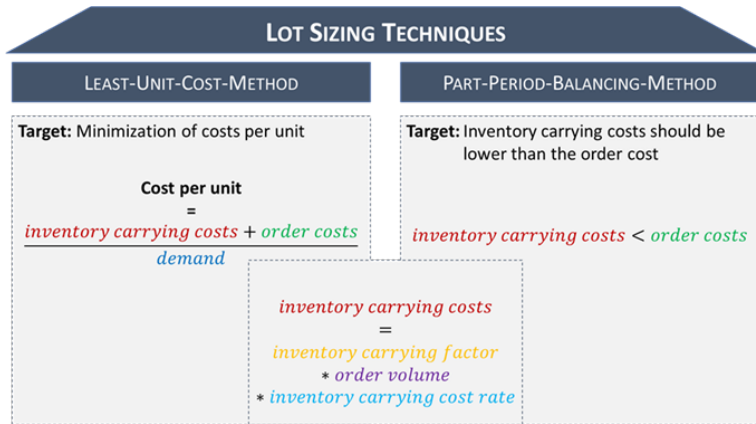 LOT SIZING TECHNIQUES
LEAST-UNIT-COST-METHOD
Target: Minimization of costs per unit
Cost per unit
=
inventory carrying costs + order costs
demand
PART-PERIOD-BALANCING-METHOD
Target: Inventory carrying costs should be
lower than the order cost
inventory carrying costs < order costs
inventory carrying costs
=
inventory carrying factor
* order volume
* inventory carrying cost rate